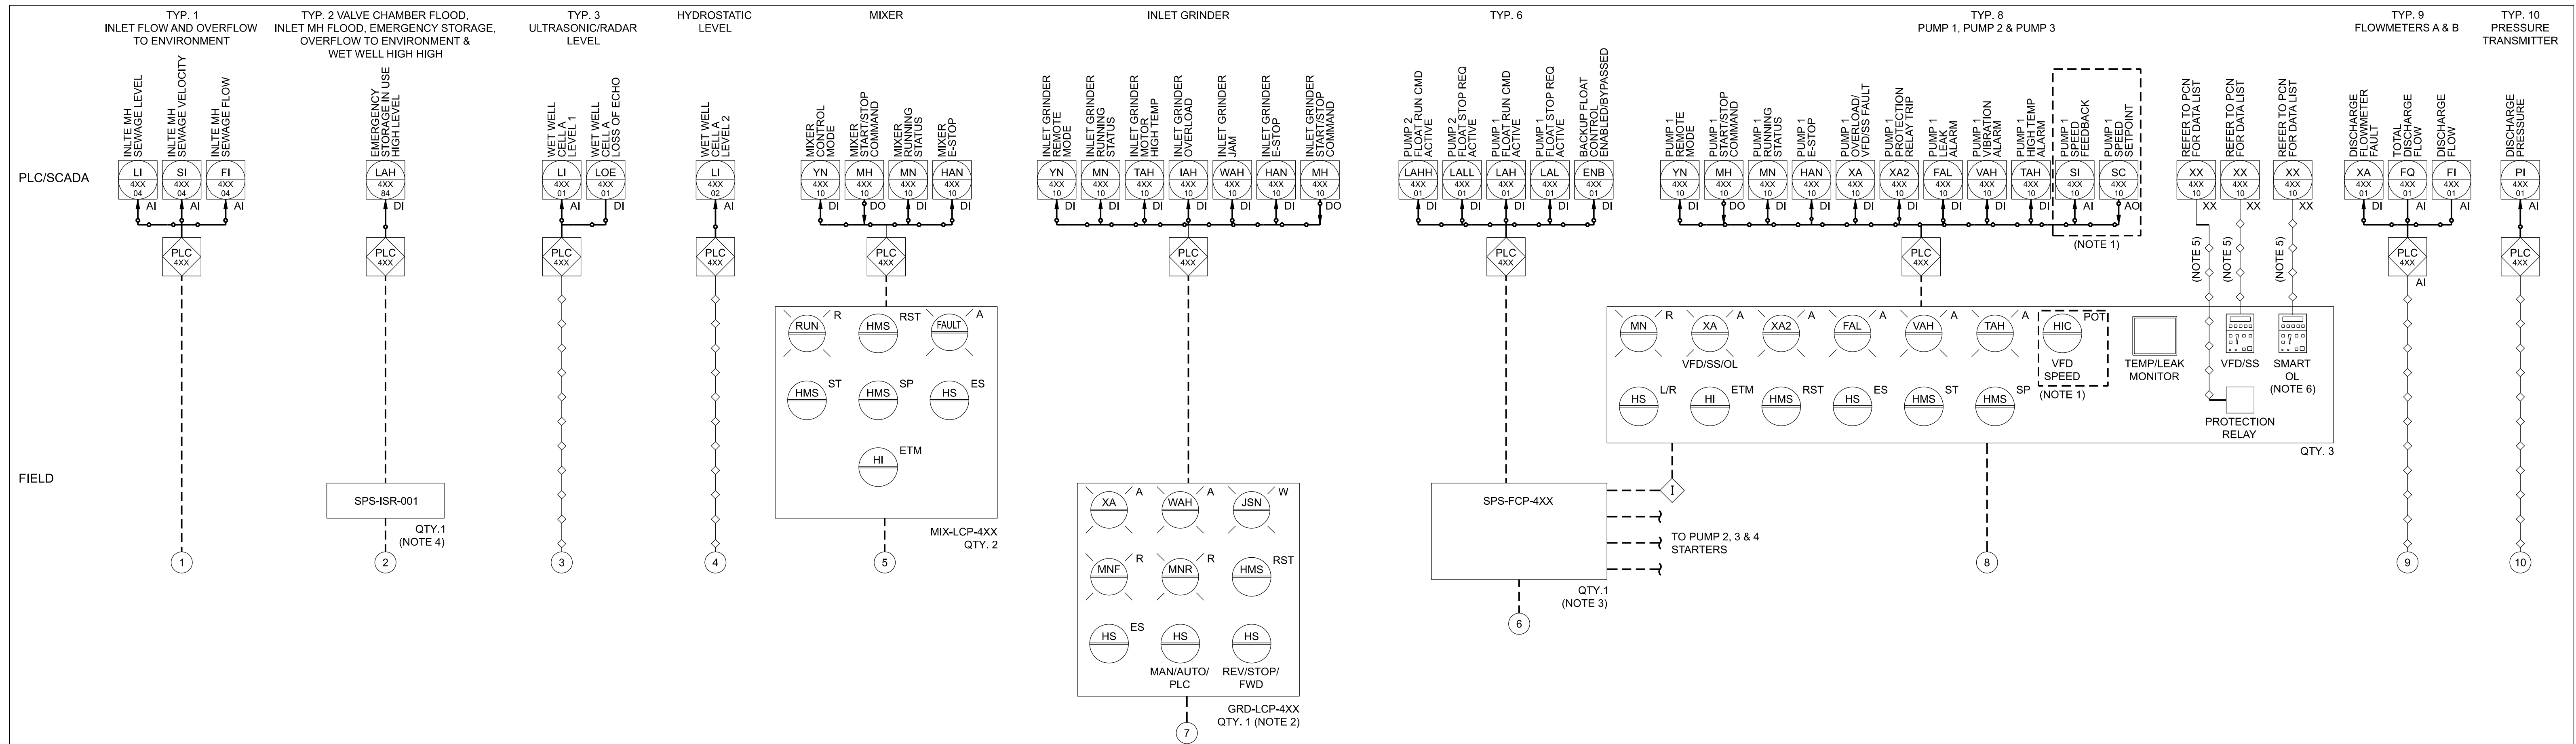 TYP. 1
INLET FLOW AND OVERFLOW
TO ENVIRONMENT
TYP. 2 VALVE CHAMBER FLOOD,
INLET MH FLOOD, EMERGENCY STORAGE,
OVERFLOW TO ENVIRONMENT &
WET WELL HIGH HIGH
TYP. 3
ULTRASONIC/RADAR
LEVEL
HYDROSTATIC
LEVEL
MIXER
INLET GRINDER
TYP. 6
TYP. 8
PUMP 1, PUMP 2 & PUMP 3
TYP. 9
FLOWMETERS A & B
TYP. 10
PRESSURE
TRANSMITTER
PLC/SCADA
INLTE MH
SEWAGE LEVEL
LI
4XX
04
AI
INLTE MH
SEWAGE VELOCITY
SI
4XX
04
AI
INLTE MH
SEWAGE FLOW
FI
4XX
04
AI
PLC
4XX
1
EMERGENCY
STORAGE IN USE
HIGH LEVEL
LAH
4XX
84
DI
PLC
4XX
SPS-ISR-001
QTY.1
(NOTE 4)
2
WET WELL
CELL A
LEVEL 1
LI
4XX
01
AI
WET WELL
CELL A
LOSS OF ECHO
LOE
4XX
01
DI
PLC
4XX
3
WET WELL
CELL A
LEVEL 2
LI
4XX
02
AI
PLC
4XX
4
MIXER
CONTROL
MODE
YN
4XX
10
DI
MIXER
START/STOP
COMMAND
MH
4XX
10
DO
MIXER
RUNNING
STATUS
MN
4XX
10
DI
MIXER
E-STOP
HAN
4XX
10
DI
PLC
4XX
RUN
R
HMS
RST
FAULT
A
HMS
ST
HMS
SP
HS
ES
HI
ETM
MIX-LCP-4XX
QTY. 2
5
INLET GRINDER
REMOTE
MODE
YN
4XX
10
DI
INLET GRINDER
RUNNING
STATUS
MN
4XX
10
DI
INLET GRINDER
MOTOR
HIGH TEMP
TAH
4XX
10
DI
INLET GRINDER
OVERLOAD
IAH
4XX
10
DI
INLET GRINDER
JAM
WAH
4XX
10
DI
INLET GRINDER
E-STOP
HAN
4XX
10
DI
INLET GRINDER
START/STOP
COMMAND
MH
4XX
10
DO
PLC
4XX
XA
A
WAH
A
JSN
W
MNF
R
MNR
R
HMS
RST
HS
ES
HS
MAN/AUTO/
PLC
HS
REV/STOP/
FWD
GRD-LCP-4XX
QTY. 1 (NOTE 2)
7
PUMP 2
FLOAT RUN CMD
ACTIVE
LAHH
4XX
01
DI
PUMP 2
FLOAT STOP REQ
ACTIVE
LALL
4XX
01
DI
PUMP 1
FLOAT RUN CMD
ACTIVE
LAH
4XX
01
DI
PUMP 1
FLOAT STOP REQ
ACTIVE
LAL
4XX
01
DI
BACKUP FLOAT
CONTROL
ENABLED/BYPASSED
ENB
4XX
01
DI
PLC
4XX
SPS-FCP-4XX
I
TO PUMP 2, 3 & 4
STARTERS
QTY.1
(NOTE 3)
6
PUMP 1
REMOTE
MODE
YN
4XX
10
DI
PUMP 1
START/STOP
COMMAND
MH
4XX
10
DO
PUMP 1
RUNNING
STATUS
MN
4XX
10
DI
PUMP 1
E-STOP
HAN
4XX
10
DI
PUMP 1
OVERLOAD/
VFD/SS FAULT
XA
4XX
10
DI
PUMP 1
PROTECTION
RELAY TRIP
XA2
4XX
10
DI
PUMP 1
LEAK
ALARM
FAL
4XX
10
DI
PUMP 1
VIBRATION
ALARM
VAH
4XX
10
DI
PUMP 1
HIGH TEMP
ALARM
TAH
4XX
10
DI
PUMP 1
SPEED
FEEDBACK
SI
4XX
10
AI
PUMP 1
SPEED
SETPOINT
SC
4XX
10
AO
(NOTE 1)
PLC
4XX
REFER TO PCN
FOR DATA LIST
XX
4XX
10
XX
(NOTE 5)
REFER TO PCN
FOR DATA LIST
XX
4XX
10
XX
(NOTE 5)
REFER TO PCN
FOR DATA LIST
XX
4XX
10
XX
(NOTE 5)
MN
R
XA
A
VFD/SS/OL
XA2
A
FAL
A
VAH
A
TAH
A
HIC
POT
VFD
SPEED
(NOTE 1)
TEMP/LEAK
MONITOR
VFD/SS
SMART
OL
(NOTE 6)
HS
L/R
HI
ETM
HMS
RST
HS
ES
HMS
ST
HMS
SP
PROTECTION
RELAY
QTY. 3
8
DISCHARGE
FLOWMETER
FAULT
XA
4XX
01
DI
TOTAL
DISCHARGE
FLOW
FQ
4XX
01
AI
DISCHARGE
FLOW
FI
4XX
01
AI
PLC
4XX
AI
9
DISCHARGE
PRESSURE
PI
4XX
01
AI
PLC
4XX
10
FIELD